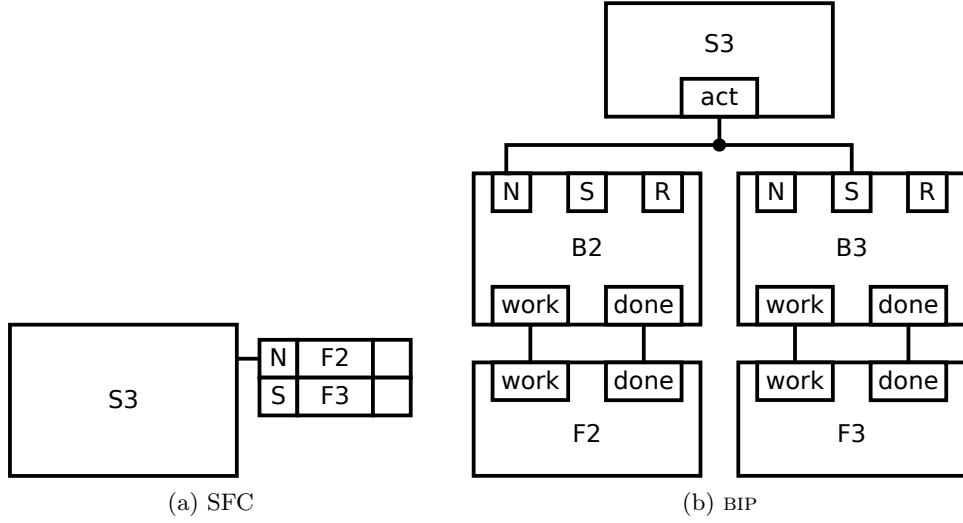 S3
N F2
S F3
(a) SFC
S3
act
N S R
B2
work done
work done
F2
N S R
B3
work done
work done
F3
(b) BIP